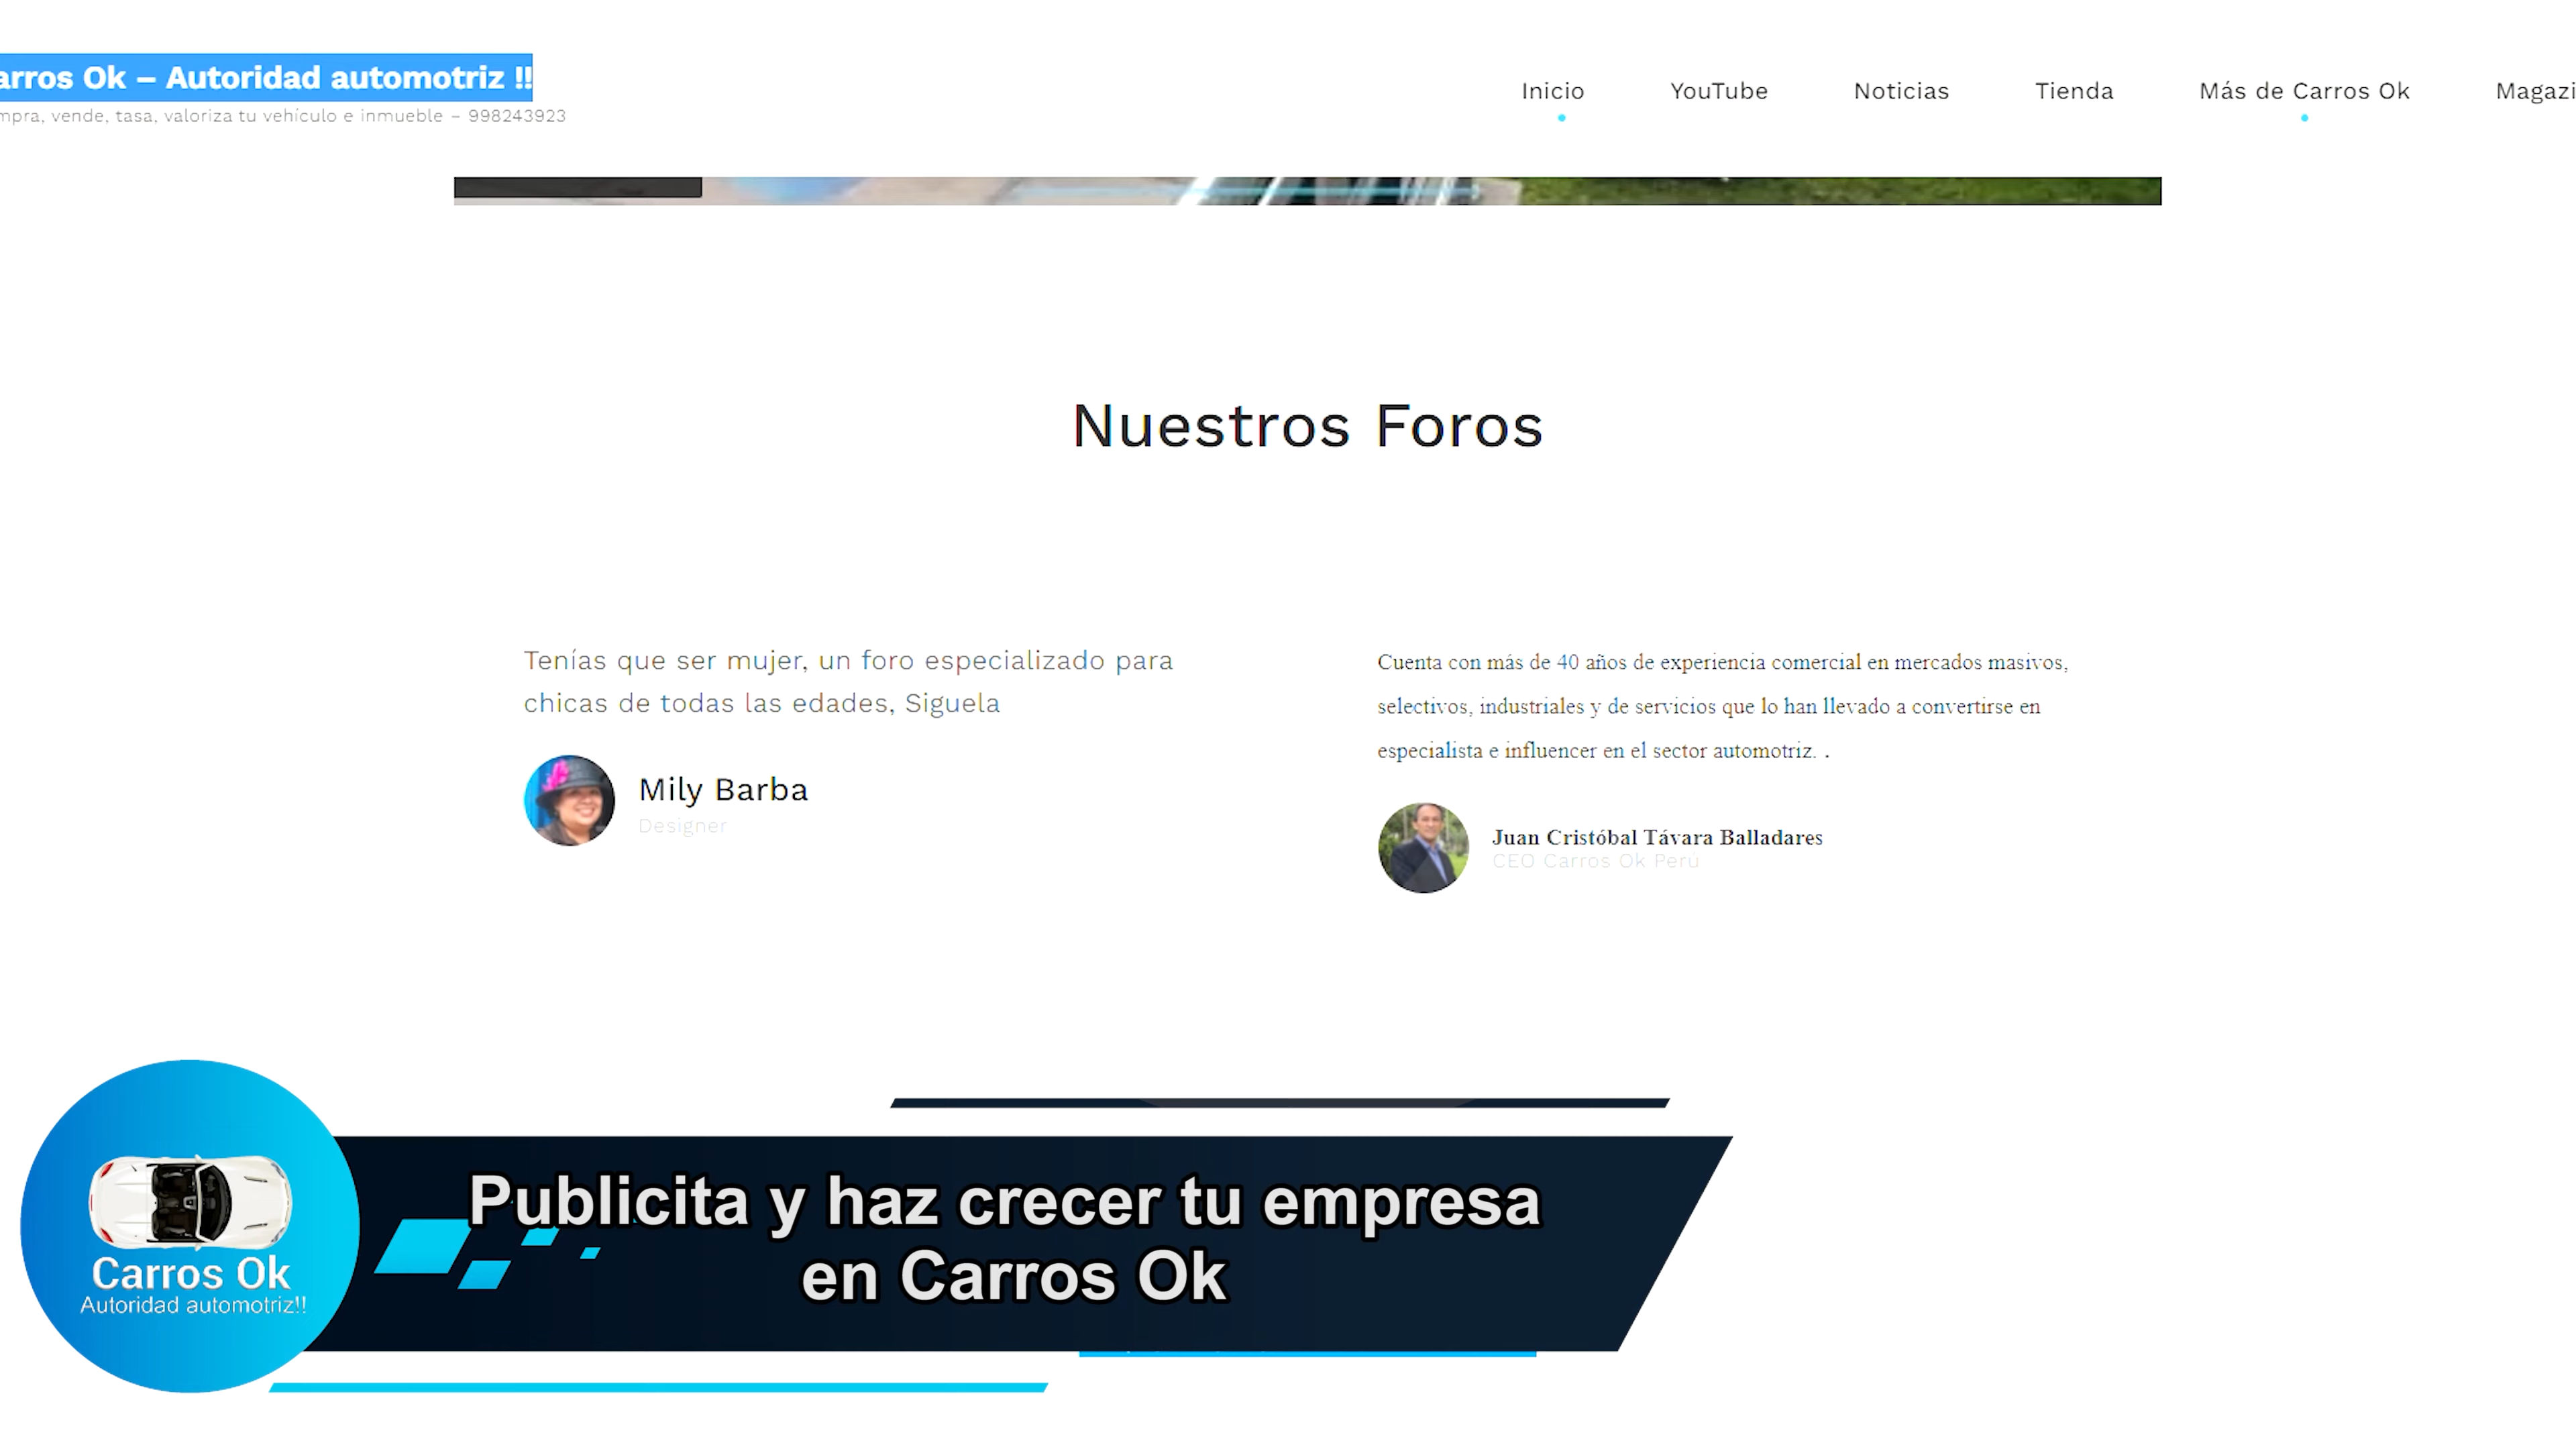 arros Ok – Autoridad automotriz !!
mpra, vende, tasa, valoriza tu vehículo e inmueble – 998243923
Inicio YouTube Noticias Tienda Más de Carros Ok Magazi
Nuestros Foros
Tenías que ser mujer, un foro especializado para
chicas de todas las edades, Siguela
Mily Barba
Designer
Cuenta con más de 40 años de experiencia comercial en mercados masivos,
selectivos, industriales y de servicios que lo han llevado a convertirse en
especialista e influencer en el sector automotriz. .
Juan Cristóbal Távara Balladares
CEO Carros Ok Peru
Publicita y haz crecer tu empresa
en Carros Ok
Carros Ok
Autoridad automotriz!!